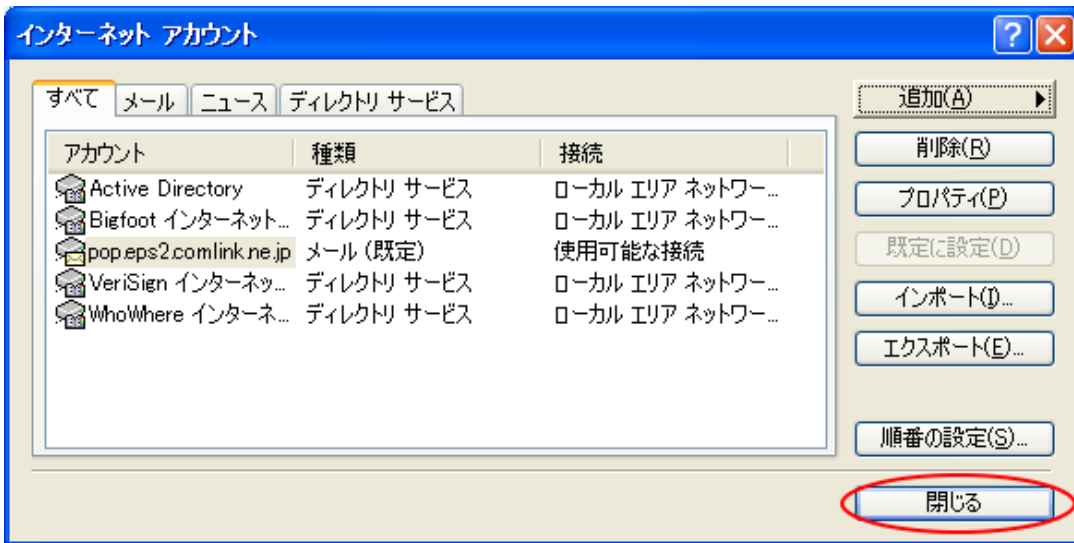 インターネット アカウント
すべて メール ニュース ディレクトリ サービス
アカウント 種類 接続
Active Directory ディレクトリ サービス ローカル エリア ネットワー...
Bigfoot インターネット... ディレクトリ サービス ローカル エリア ネットワー...
pop.eps2.comlink.ne.jp メール (既定) 使用可能な接続
VeriSign インターネッ... ディレクトリ サービス ローカル エリア ネットワー...
WhoWhere インターネ... ディレクトリ サービス ローカル エリア ネットワー...
追加(A)
削除(R)
プロパティ(P)
既定に設定(D)
インポート(I)...
エクスポート(E)...
順番の設定(S)...
閉じる